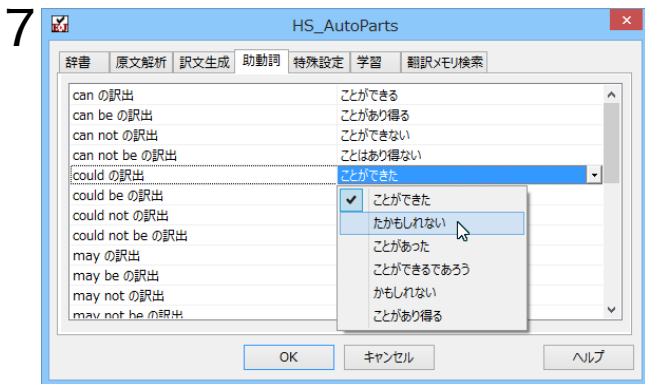 7
E·J HS_AutoParts ×
辞書 原文解析 訳文生成 助動詞 特殊設定 学習 翻訳メモリ検索
can の訳出 ことができる
can be の訳出 ことがあり得る
can not の訳出 ことができない
can not be の訳出 ことはあり得ない
could の訳出 ことができた
could be の訳出
could not の訳出
could not be の訳出
may の訳出
may be の訳出
may not の訳出
may not be の訳出
✔ ことができた
たかもしれない
ことがあった
ことができるであろう
かもしれない
ことがあり得る
OK キャンセル ヘルプ